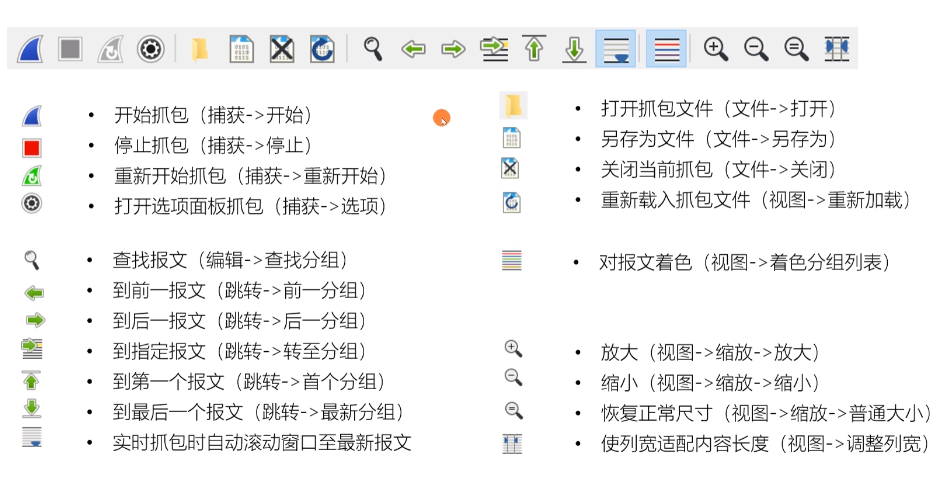 开始抓包（捕获->开始）
停止抓包（捕获->停止）
重新开始抓包（捕获->重新开始）
打开选项面板抓包（捕获->选项）
查找报文（编辑->查找分组）
到前一报文（跳转->前一分组）
到后一报文（跳转->后一分组）
到指定报文（跳转->转至分组）
到第一个报文（跳转->首个分组）
到最后一个报文（跳转->最新分组）
实时抓包时自动滚动窗口至最新报文
打开抓包文件（文件->打开）
另存为文件（文件->另存为）
关闭当前抓包（文件->关闭）
重新载入抓包文件（视图->重新加载）
对报文着色（视图->着色分组列表）
放大（视图->缩放->放大）
缩小（视图->缩放->缩小）
恢复正常尺寸（视图->缩放->普通大小）
使列宽适配内容长度（视图->调整列宽）